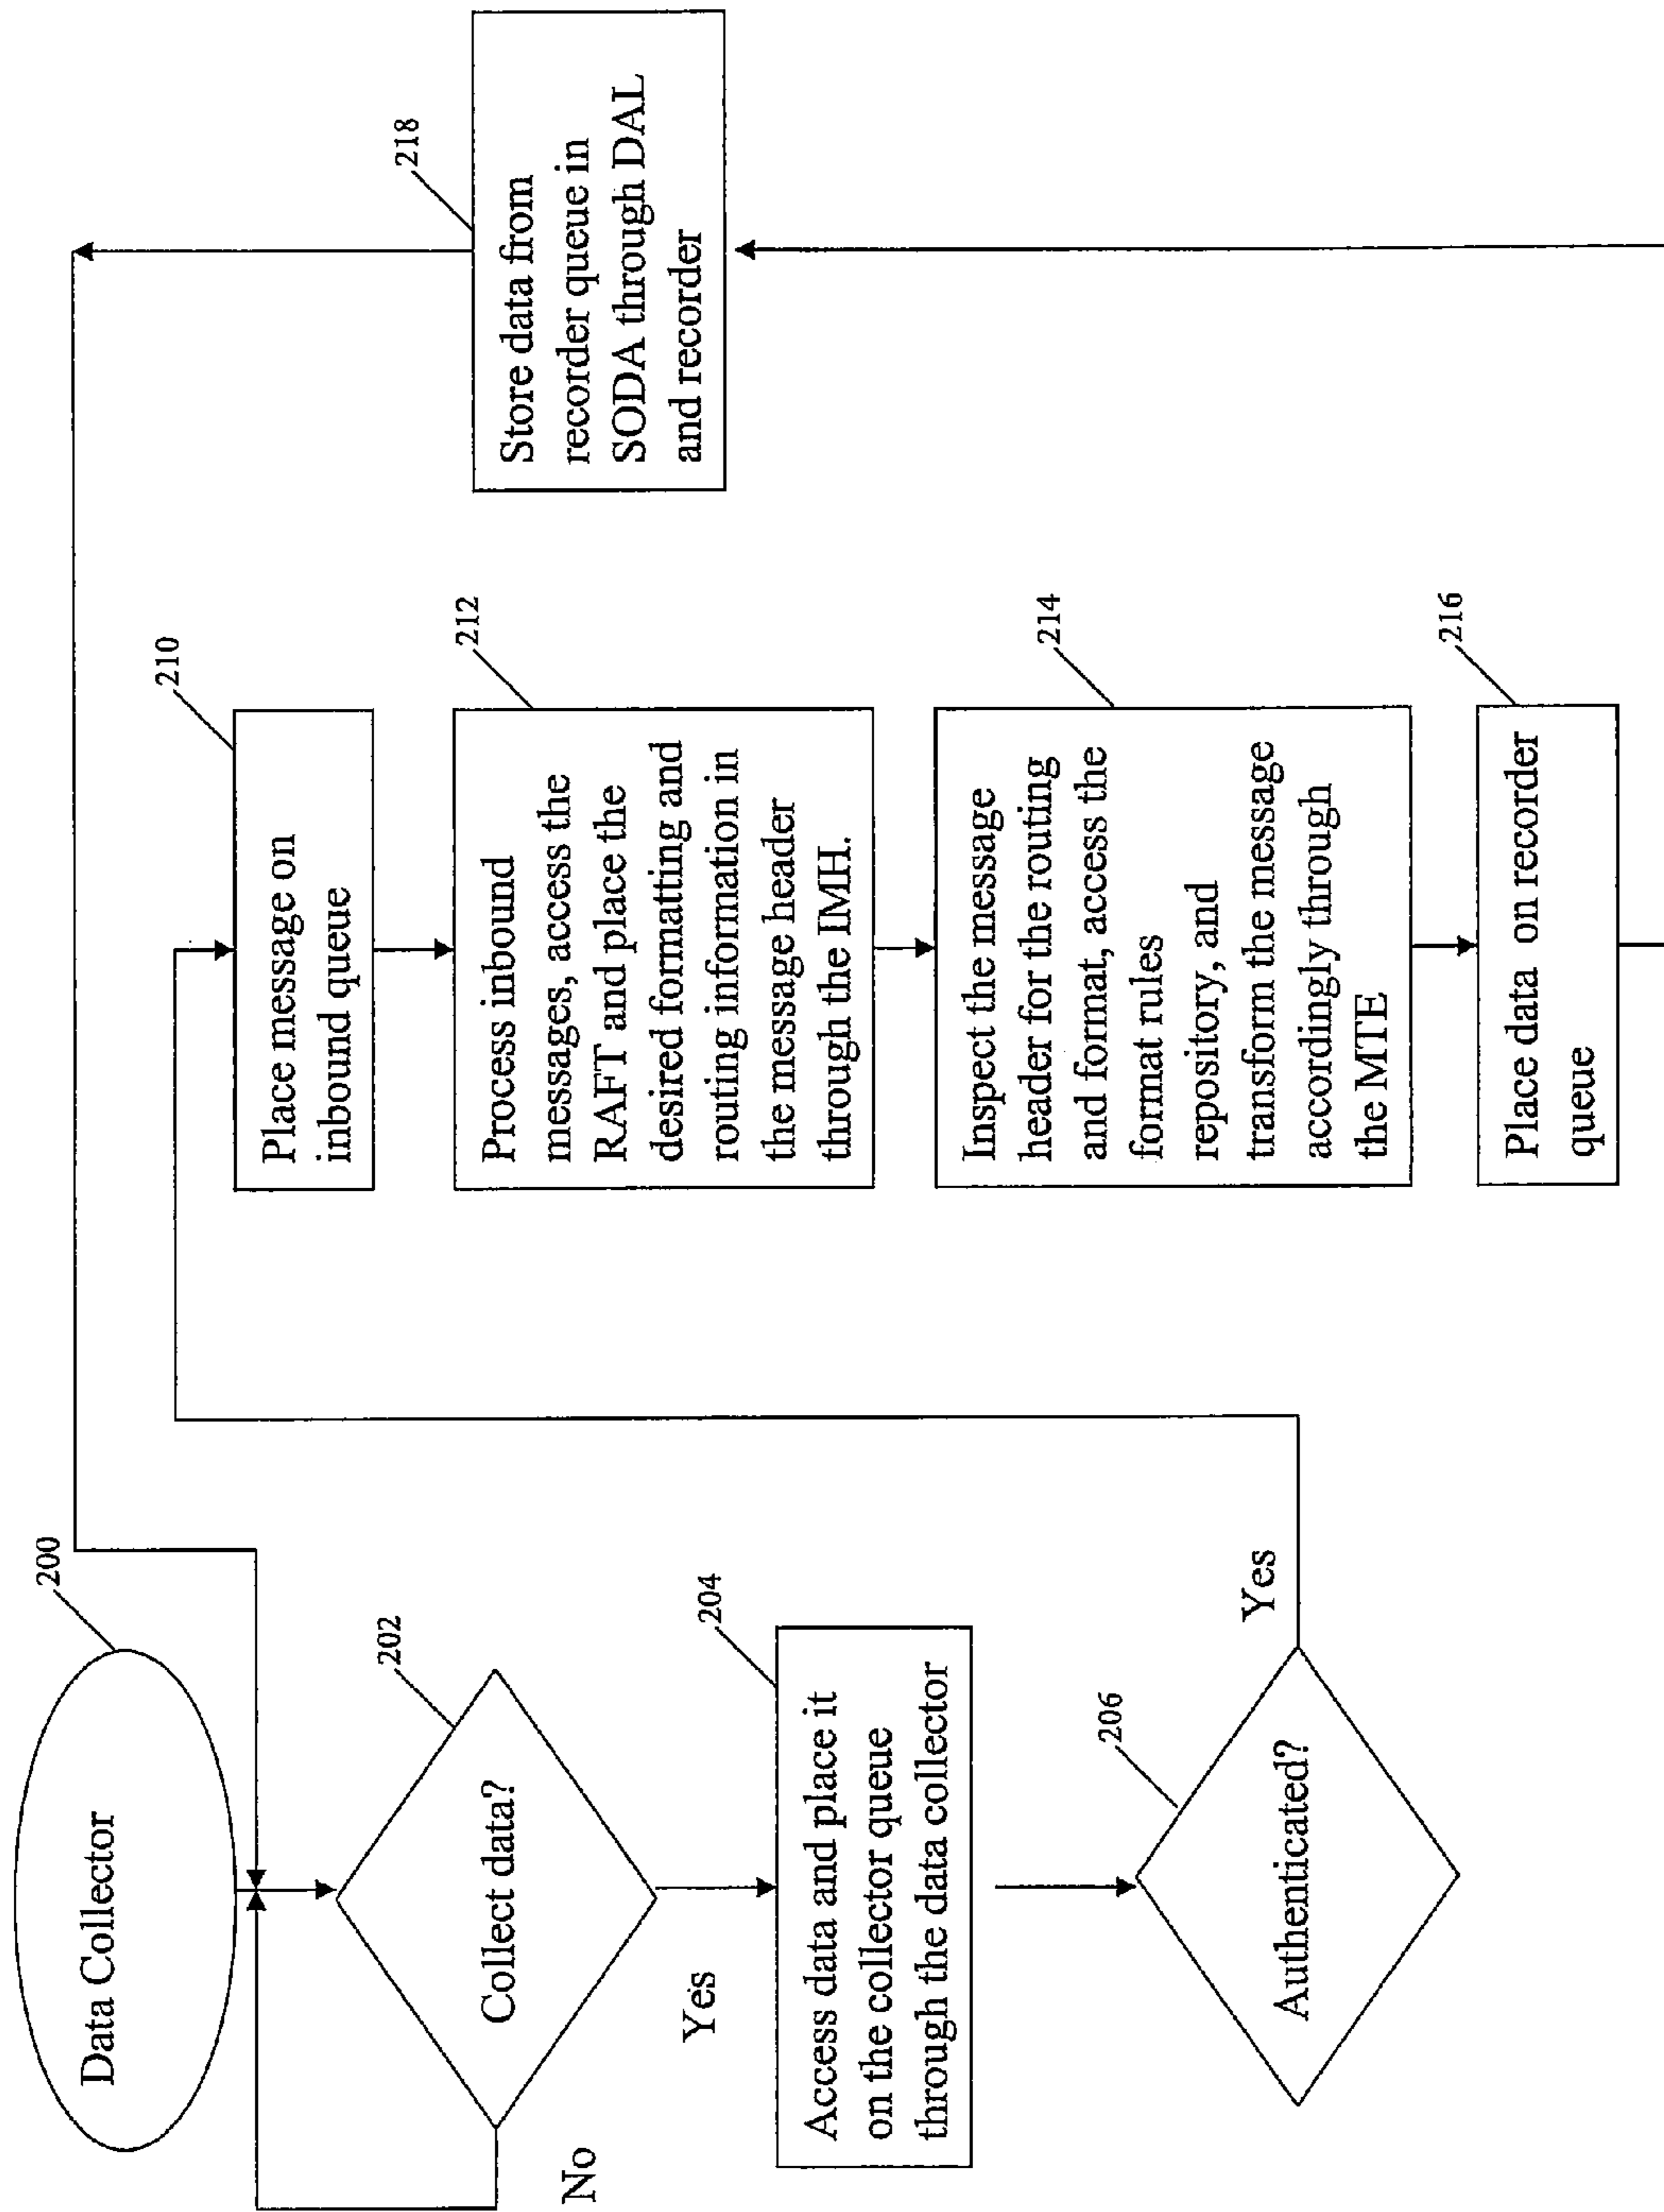 Data Collector
200
Collect data?
202
No
Yes
Access data and place it
on the collector queue
through the data collector
204
Authenticated?
206
Yes
Place message on
inbound queue
210
Process inbound
messages, access the
RAFT and place the
desired formatting and
routing information in
the message header
through the IMH.
212
Inspect the message
header for the routing
and format, access the
format rules
repository, and
transform the message
accordingly through
the MTE
214
Place data on recorder
queue
216
Store data from
recorder queue in
SODA through DAL
and recorder
218